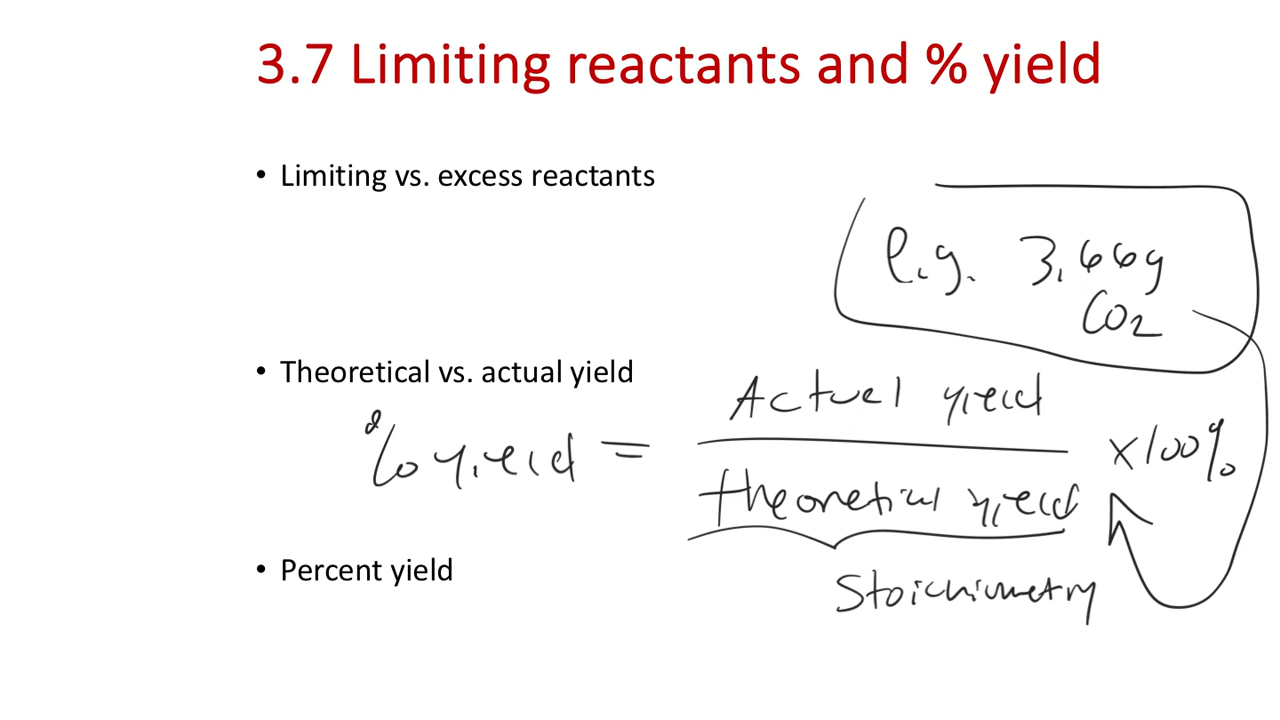 3.7 Limiting reactants and % yield
• Limiting vs. excess reactants
e.g. 3.66g
CO2
• Theoretical vs. actual yield
% yield = Actual yield / theoretical yield x100%
• Percent yield
Stoichiometry